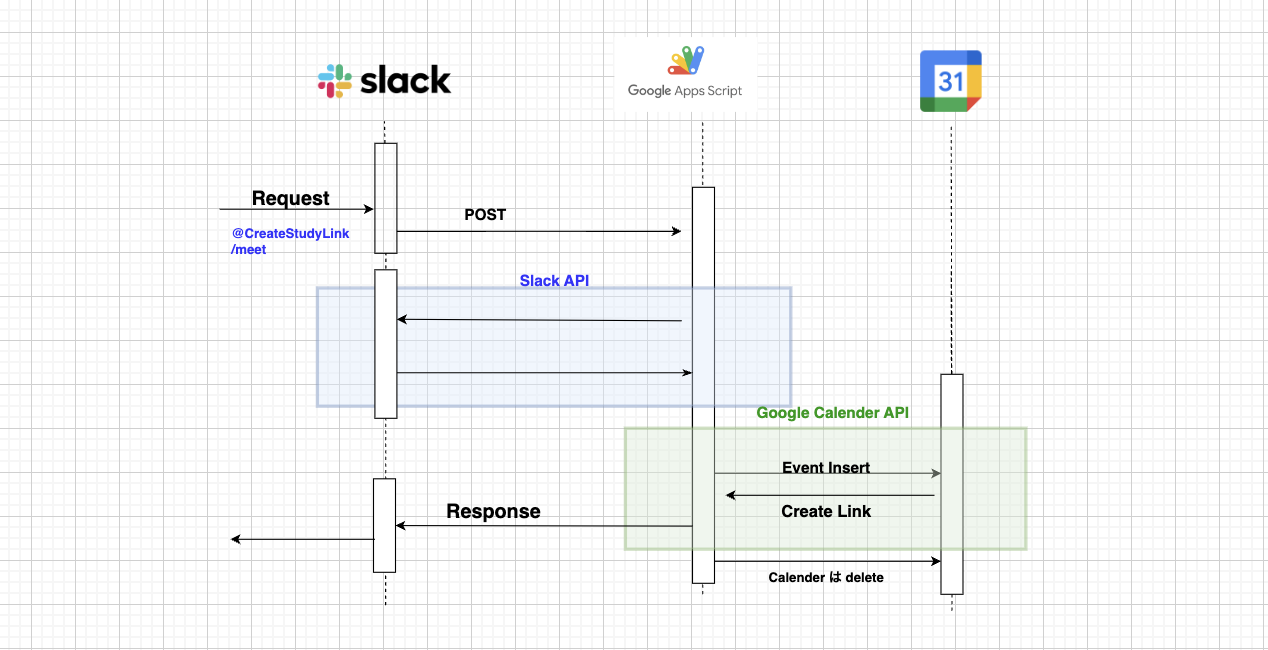 slack
Google Apps Script
31
Request
POST
@CreateStudyLink
/meet
Slack API
Google Calender API
Event Insert
Create Link
Response
Calender は delete